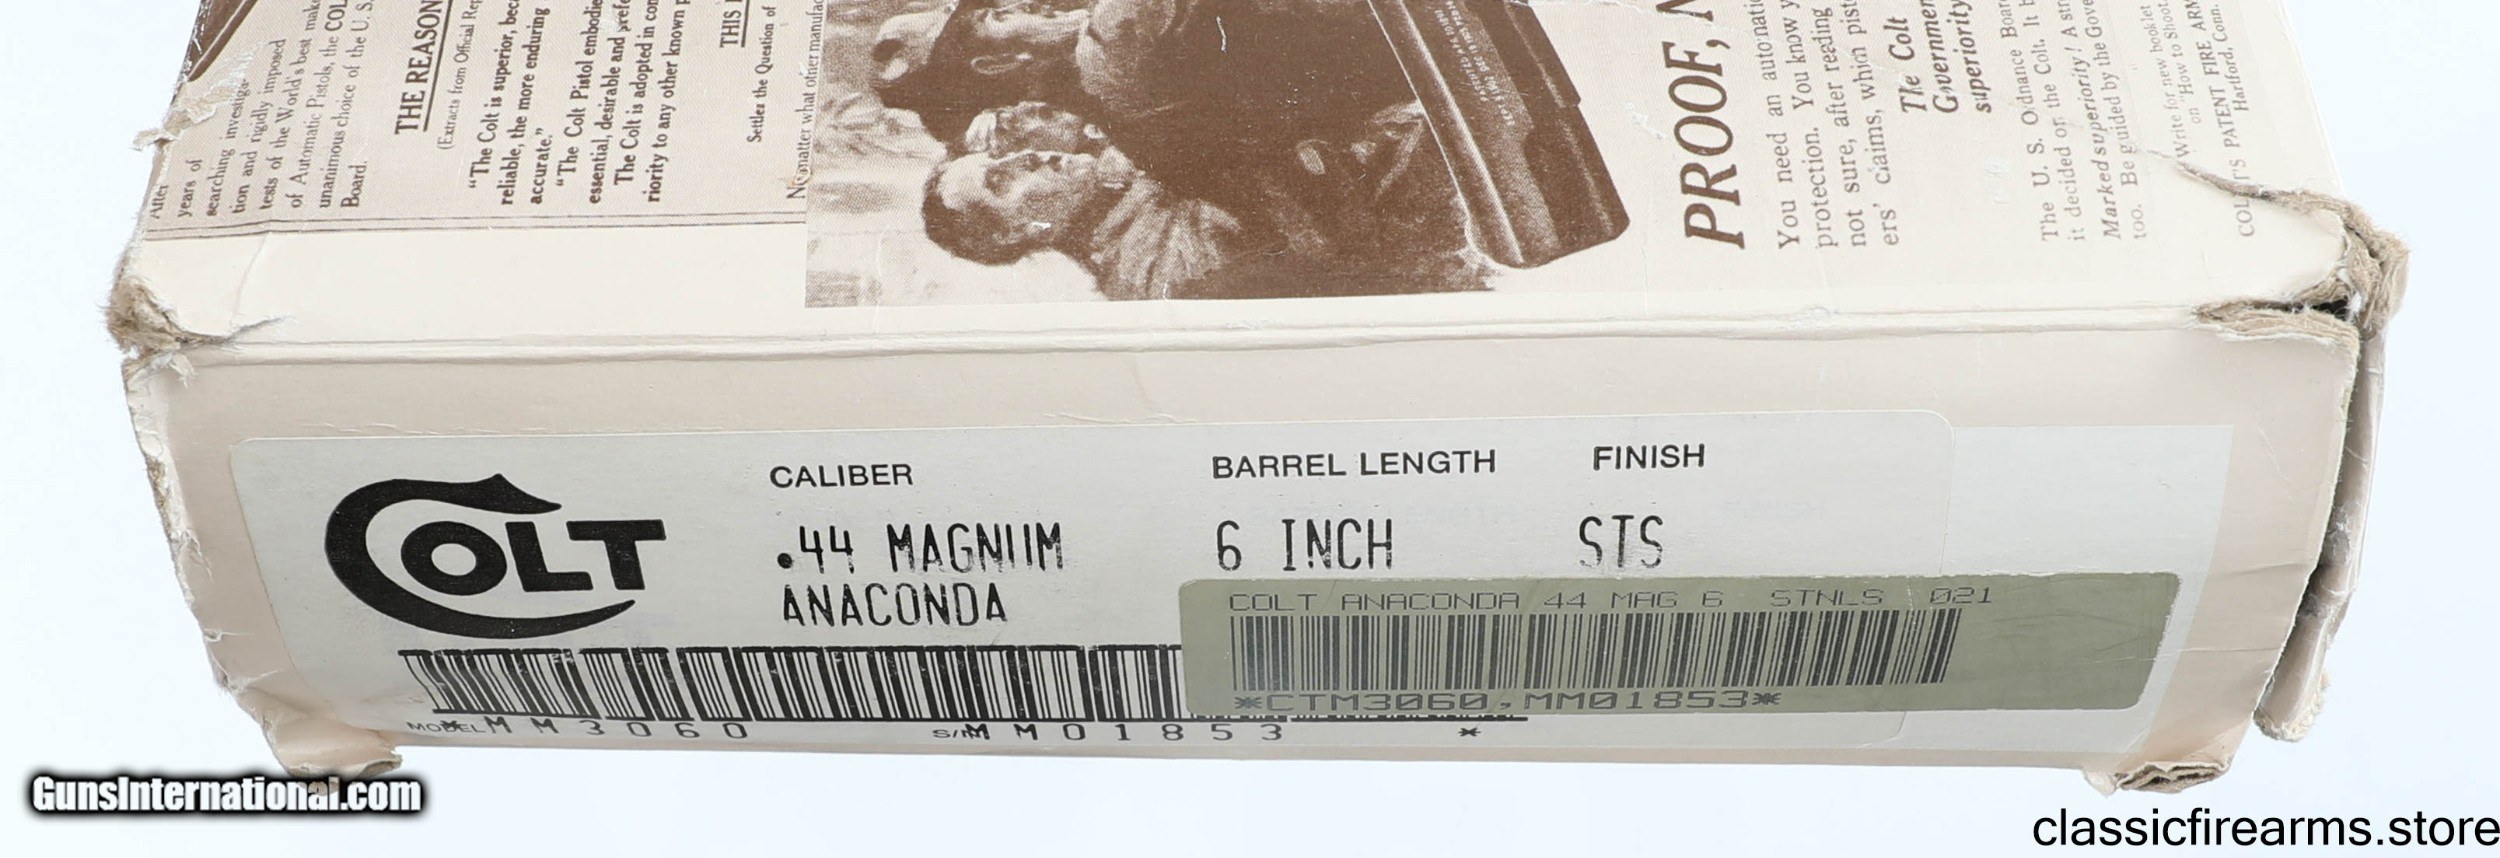 After
years of
searching investiga-
tion and rigidly imposed
tests of the World's best make
of Automatic Pistols, the COL
unanimous choice of the U. S.
Board.
THE REASON
(Extracts from Official Rep
"The Colt is superior, beca
reliable, the more enduring
accurate."
"The Colt Pistol embodie
essential, desirable and prefe
The Colt is adopted in con
riority to any other known p
THIS
Settles the Question of
No matter what other manufac
PROOF,
You need an automatic
protection. You know y
not sure, after reading
ers' claims, which pist
The Colt
Governmen
superiority
The U. S. Ordnance Boar
it decided on the Colt. It
Marked superiority! A str
too. Be guided by the Gove
Write for new booklet
on "How to Shoot
COLT'S PATENT FIRE ARM
Hartford, Conn.
COLT
CALIBER BARREL LENGTH FINISH
.44 MAGNUM 6 INCH STS
ANACONDA
COLT ANACONDA 44 MAG 6 STNLS 021
*CTM3060,MM01853*
MODEL *MM3060 S/N MM01853 *
GunsInternational.com
classicfirearms.store